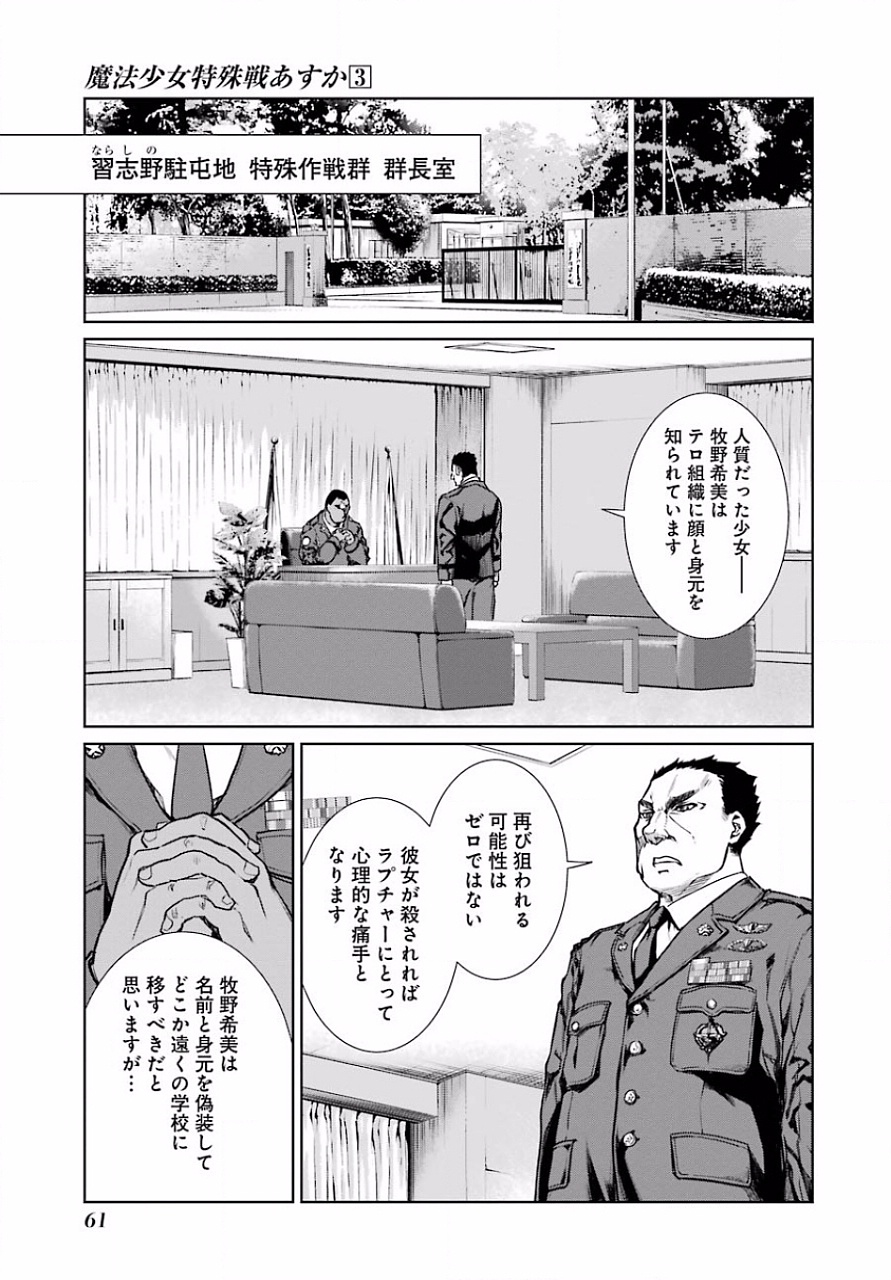 魔法少女特殊戦あすか3
ならしの
習志野駐屯地 特殊作戦群 群長室
人質だった少女――
牧野希美は
テロ組織に顔と身元を
知られています
再び狙われる
可能性は
ゼロではない
彼女が殺されれば
ラプチャーにとって
心理的な痛手と
なります
牧野希美は
名前と身元を偽装して
どこか遠くの学校に
移すべきだと
思いますが…
61